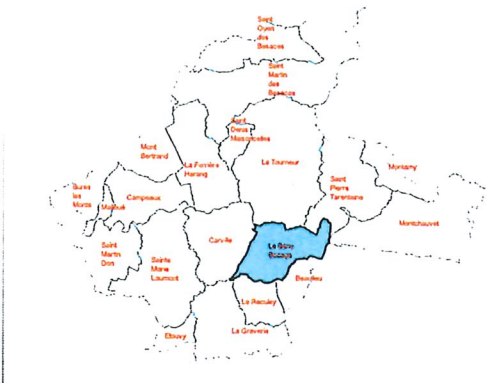 Saint
Ouen
des
Besaces
Saint
Martin
des
Besaces
Saint
Denis
Maisoncelles
Mont
Bertrand
La Ferrière
Harang
La Tourneur
Saint
Pierre
Tarentaine
Montamy
Montchauvet
Bures
les
Monts
Malloué
Campeaux
Carville
Le Bény
Bocage
Saint
Martin
Don
Sainte
Marie
Laumont
Beaulieu
Le Reculey
Etouvy
La Graverie